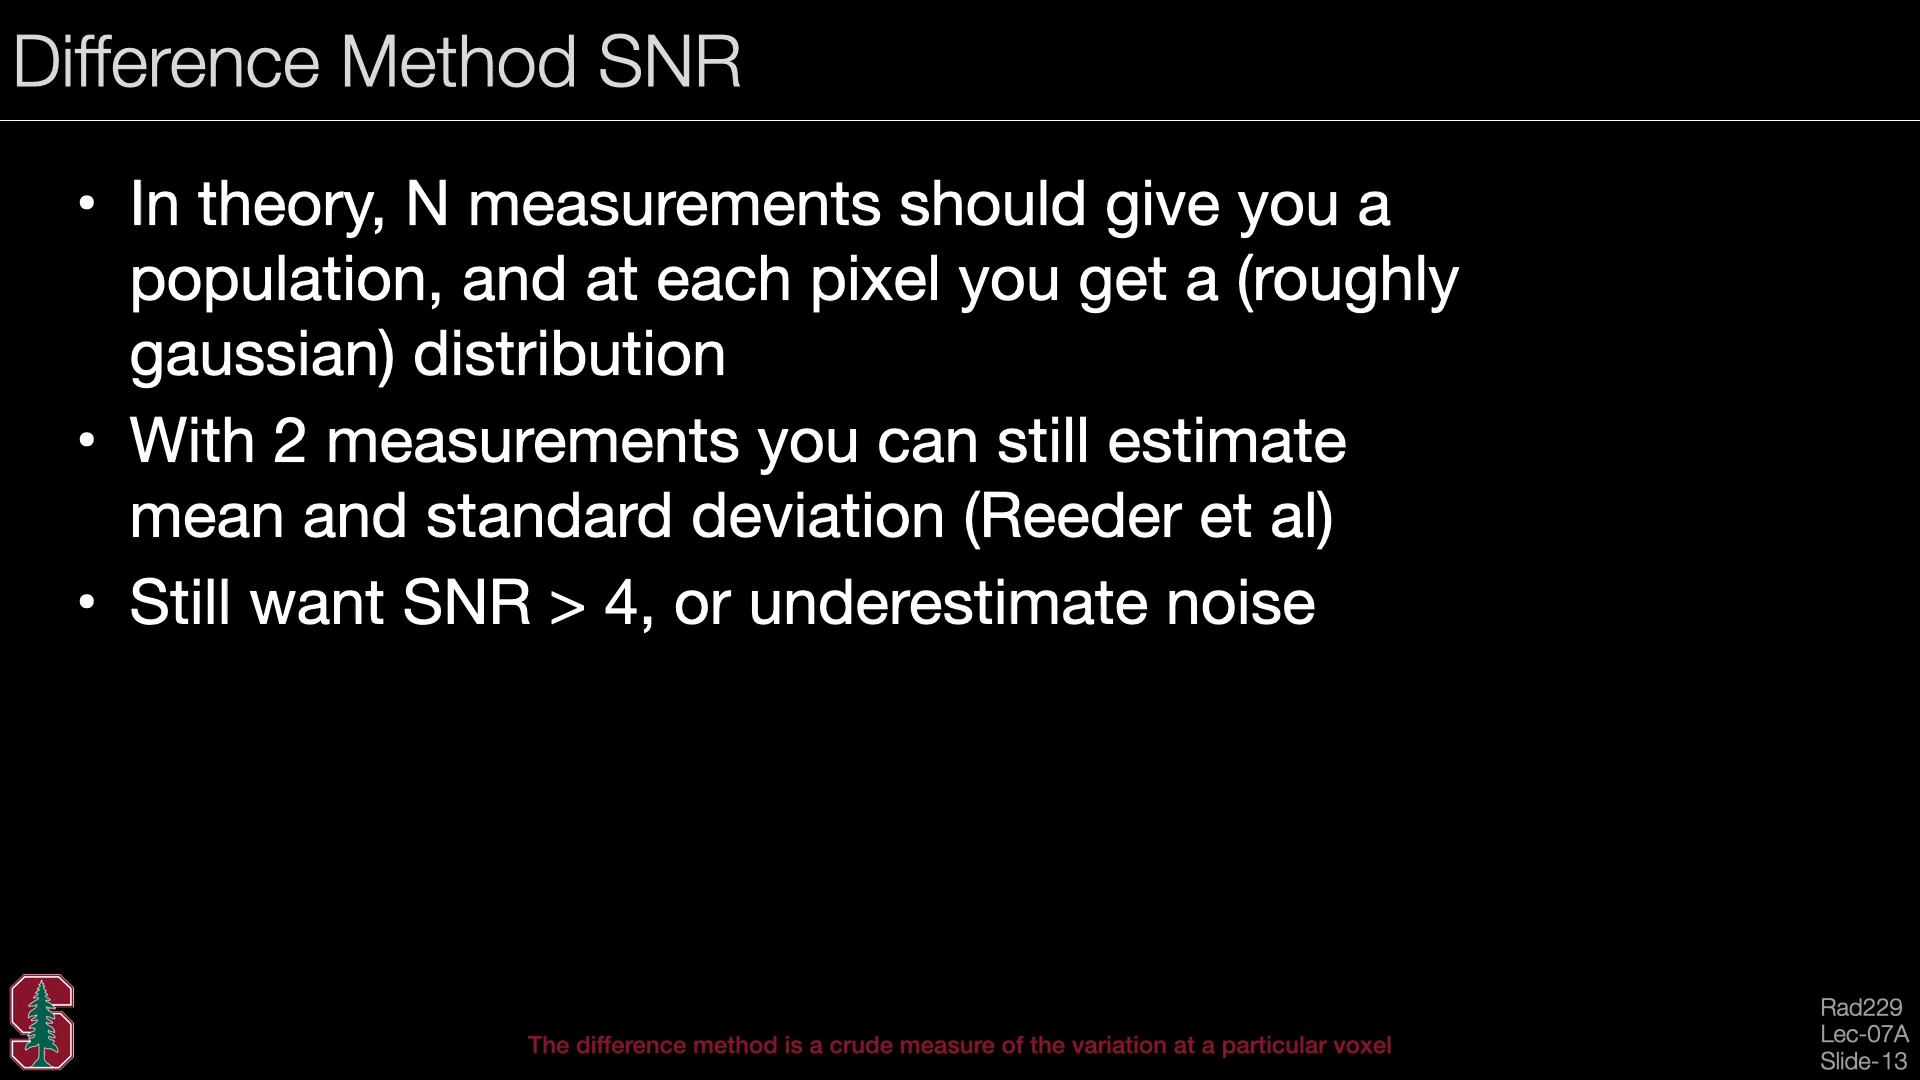 Difference Method SNR
• In theory, N measurements should give you a
population, and at each pixel you get a (roughly
gaussian) distribution
• With 2 measurements you can still estimate
mean and standard deviation (Reeder et al)
• Still want SNR > 4, or underestimate noise
The difference method is a crude measure of the variation at a particular voxel
Rad229
Lec-07A
Slide-13